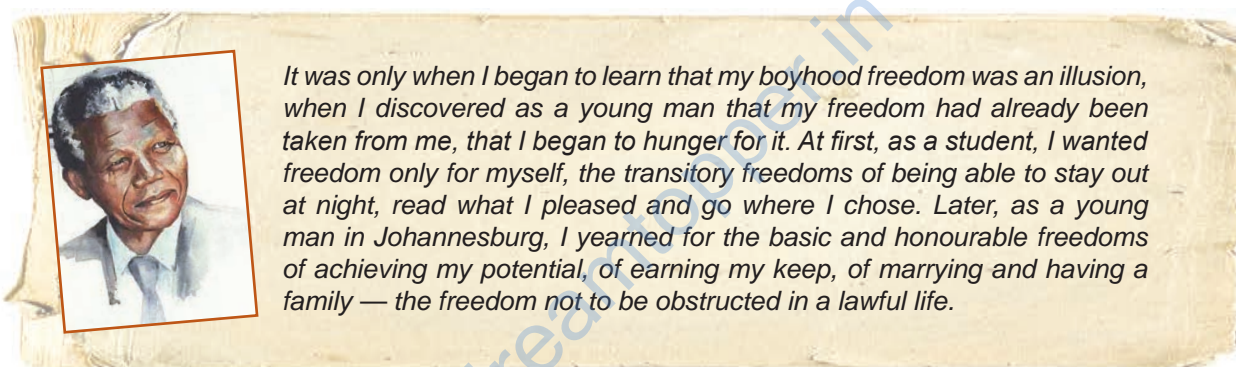 It was only when I began to learn that my boyhood freedom was an illusion,
when I discovered as a young man that my freedom had already been
taken from me, that I began to hunger for it. At first, as a student, I wanted
freedom only for myself, the transitory freedoms of being able to stay out
at night, read what I pleased and go where I chose. Later, as a young
man in Johannesburg, I yearned for the basic and honourable freedoms
of achieving my potential, of earning my keep, of marrying and having a
family — the freedom not to be obstructed in a lawful life.